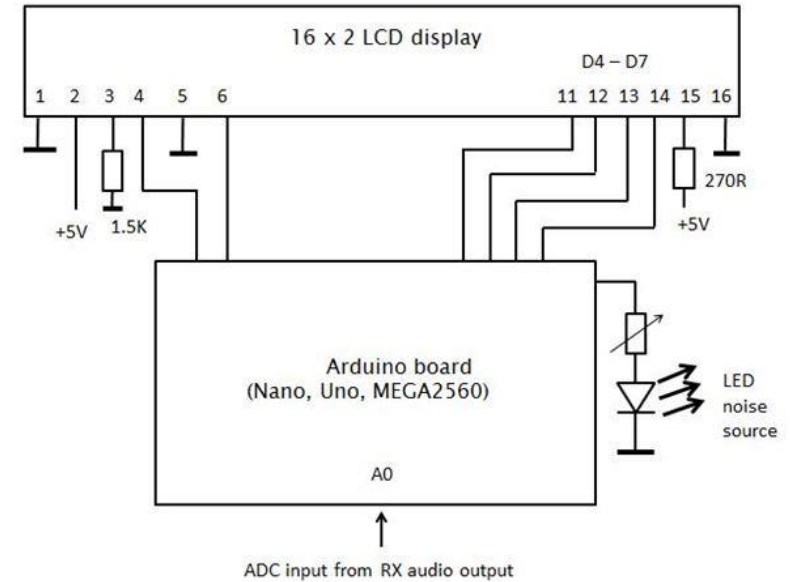 16 x 2 LCD display
D4 – D7
1 2 3 4 5 6 11 12 13 14 15 16
270R
+5V 1.5K +5V
Arduino board
(Nano, Uno, MEGA2560)
LED
noise
source
A0
ADC input from RX audio output